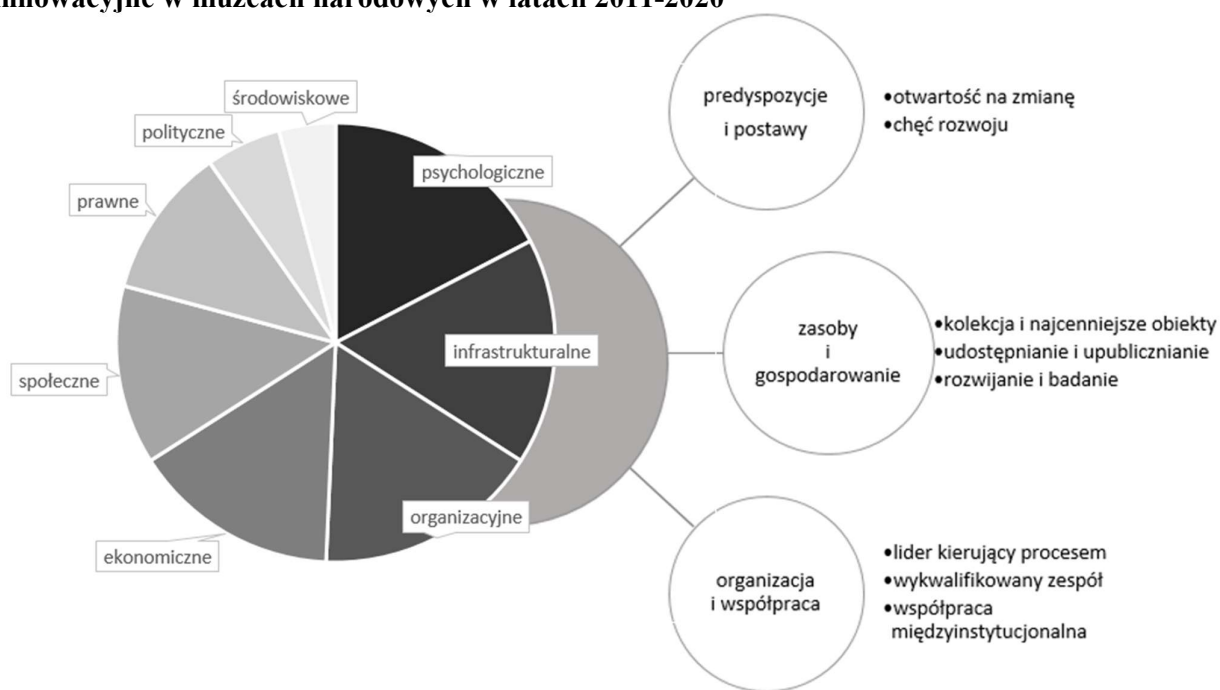 innowacyjne w muzeach narodowych w latach 2011-2020
środowiskowe
polityczne
prawne
społeczne
ekonomiczne
psychologiczne
infrastrukturalne
organizacyjne
predyspozycje
i postawy
•otwartość na zmianę
•chęć rozwoju
zasoby
i
gospodarowanie
•kolekcja i najcenniejsze obiekty
•udostępnianie i upublicznianie
•rozwijanie i badanie
organizacja
i współpraca
•lider kierujący procesem
•wykwalifikowany zespół
•współpraca
międzyinstytucjonalna